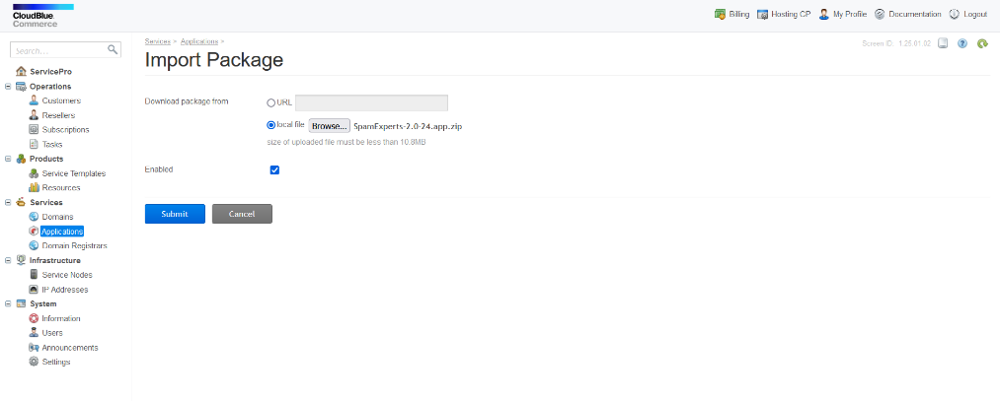 CloudBlue
Commerce
Billing
Hosting CP
My Profile
Documentation
Logout
Search...
ServicePro
Operations
Customers
Resellers
Subscriptions
Tasks
Products
Service Templates
Resources
Services
Domains
Applications
Domain Registrars
Infrastructure
Service Nodes
IP Addresses
System
Information
Users
Announcements
Settings
Services > Applications >
Screen ID: 1.26.01.02
Import Package
Download package from
URL
local file Browse... SpamExperts-2.0-24.app.zip
size of uploaded file must be less than 10.8MB
Enabled
Submit
Cancel